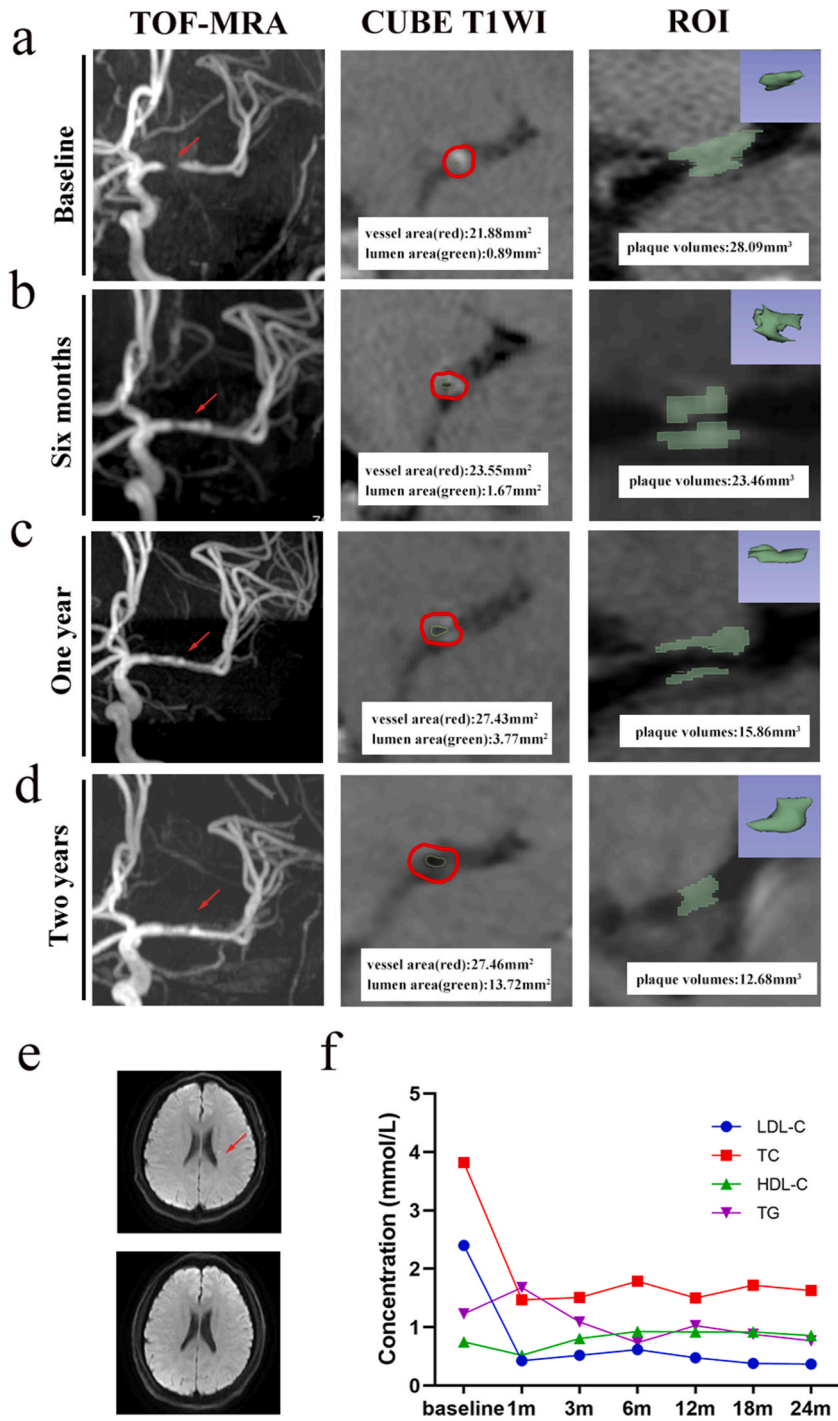 TOF-MRA CUBE T1WI ROI
a
Baseline
vessel area(red):21.88mm²
lumen area(green):0.89mm²
plaque volumes:28.09mm³
b
Six months
vessel area(red):23.55mm²
lumen area(green):1.67mm²
plaque volumes:23.46mm³
c
One year
vessel area(red):27.43mm²
lumen area(green):3.77mm²
plaque volumes:15.86mm³
d
Two years
vessel area(red):27.46mm²
lumen area(green):13.72mm²
plaque volumes:12.68mm³
e
f
Concentration (mmol/L)
5
4
3
2
1
0
LDL-C
TC
HDL-C
TG
baseline 1m 3m 6m 12m 18m 24m